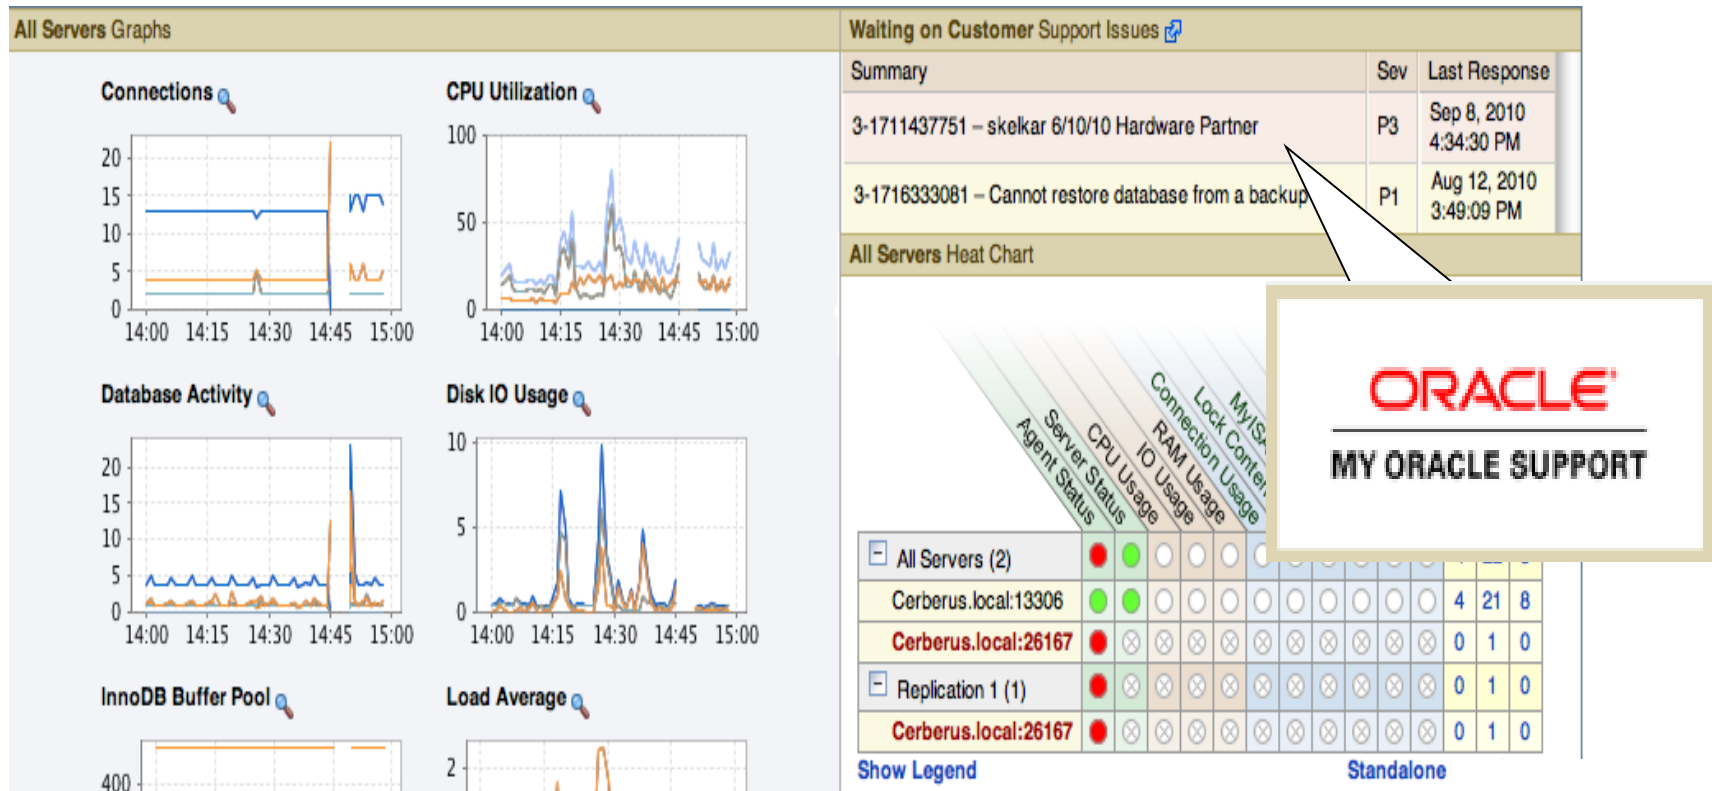 All Servers Graphs
Connections
20
15
10
5
0
14:00 14:15 14:30 14:45 15:00
CPU Utilization
100
50
0
14:00 14:15 14:30 14:45 15:00
Database Activity
20
15
10
5
0
14:00 14:15 14:30 14:45 15:00
Disk IO Usage
10
5
0
14:00 14:15 14:30 14:45 15:00
InnoDB Buffer Pool
400
Load Average
2
Waiting on Customer Support Issues
Summary Sev Last Response
3-1711437751 – skelkar 6/10/10 Hardware Partner P3 Sep 8, 2010
4:34:30 PM
3-1716333081 – Cannot restore database from a backup P1 Aug 12, 2010
3:49:09 PM
All Servers Heat Chart
Agent Status
Server Status
CPU Usage
IO Usage
RAM Usage
Connection Usage
Lock
ORACLE
MY ORACLE SUPPORT
All Servers (2)
Cerberus.local:13306 4 21 8
Cerberus.local:26167 0 1 0
Replication 1 (1) 0 1 0
Cerberus.local:26167 0 1 0
Show Legend
Standalone